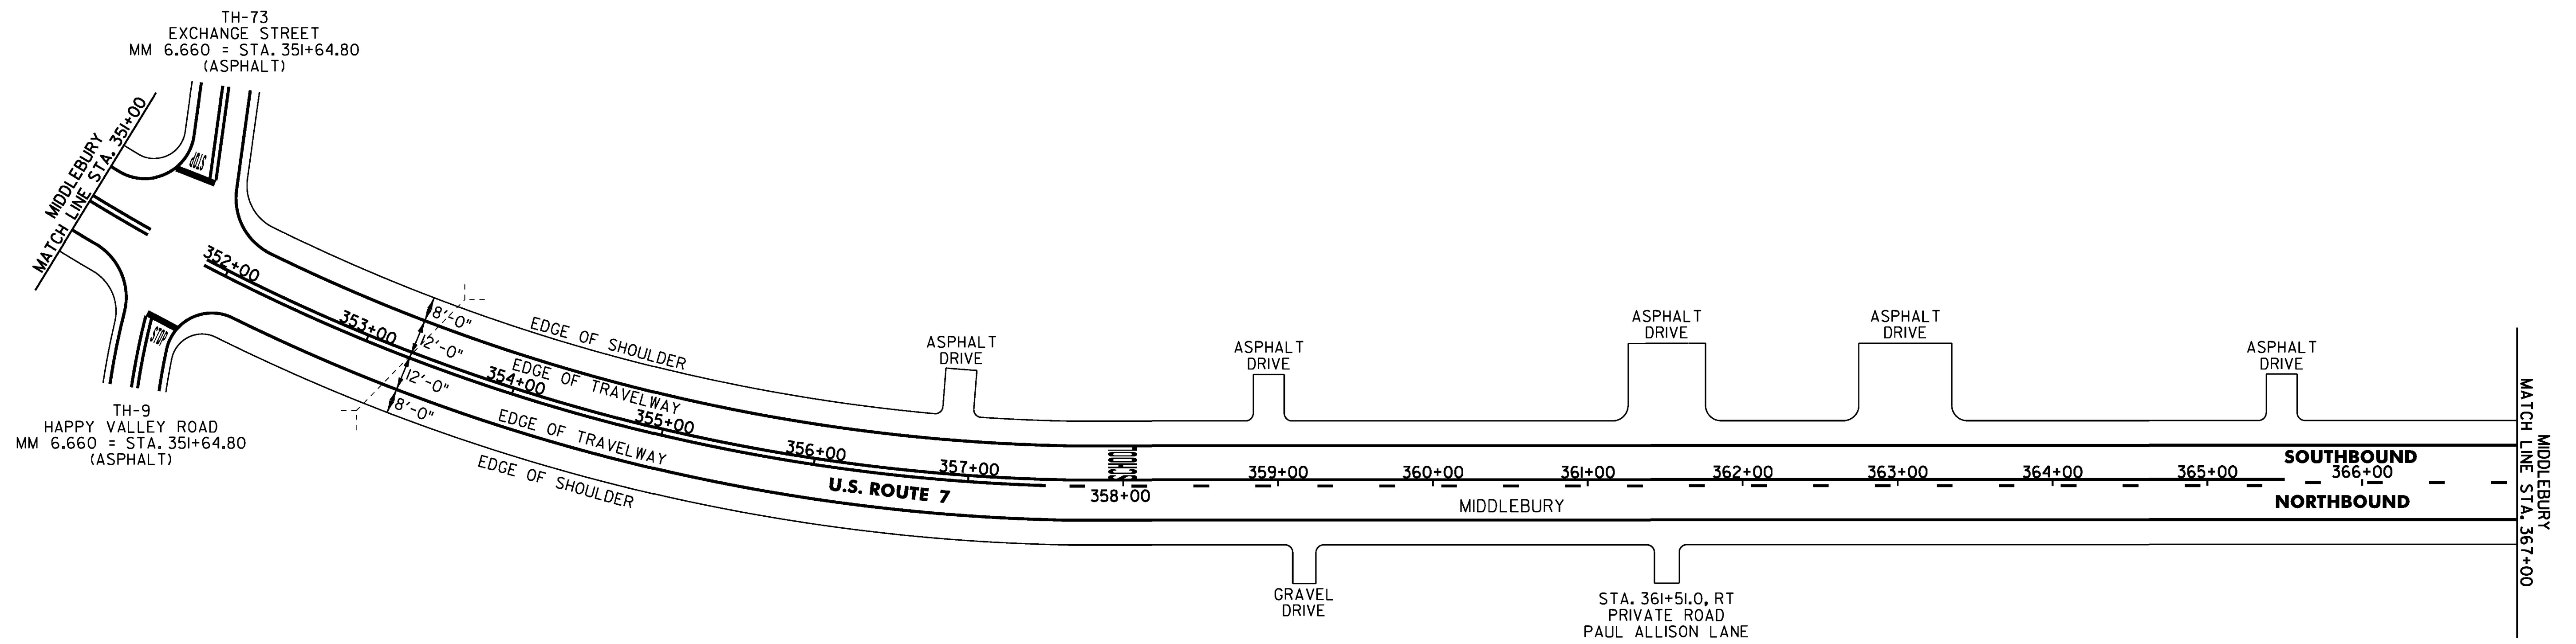 TH-73
EXCHANGE STREET
MM 6.660 = STA. 351+64.80
(ASPHALT)
MIDDLEBURY
MATCH LINE STA. 351+00
STOP
STOP
TH-9
HAPPY VALLEY ROAD
MM 6.660 = STA. 351+64.80
(ASPHALT)
352+00
353+00
354+00
355+00
356+00
357+00
358+00
359+00
360+00
361+00
362+00
363+00
364+00
365+00
366+00
8'-0"
12'-0"
12'-0"
8'-0"
EDGE OF SHOULDER
EDGE OF TRAVELWAY
EDGE OF TRAVELWAY
EDGE OF SHOULDER
U.S. ROUTE 7
ASPHALT
DRIVE
SCHOOL
ASPHALT
DRIVE
ASPHALT
DRIVE
ASPHALT
DRIVE
ASPHALT
DRIVE
MIDDLEBURY
SOUTHBOUND
NORTHBOUND
GRAVEL
DRIVE
STA. 361+51.0, RT
PRIVATE ROAD
PAUL ALLISON LANE
MIDDLEBURY
MATCH LINE STA. 367+00